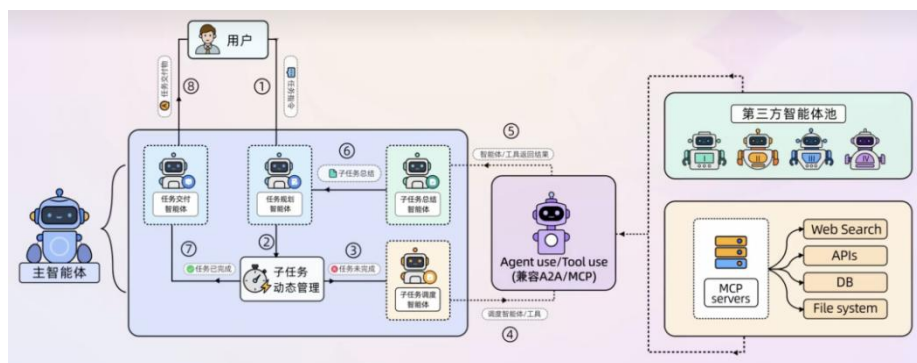 用户
⑧
①
任务交付物
任务指令
⑤
第三方智能体池
I
II
III
IV
⑥
智能体/工具返回结果
子任务总结
任务交付
智能体
任务规划
智能体
子任务总结
智能体
主智能体
⑦
②
③
任务已完成
子任务
动态管理
任务未完成
子任务调度
智能体
Agent use/Tool use
(兼容A2A/MCP)
调度智能体/工具
④
MCP
servers
Web Search
APIs
DB
File system